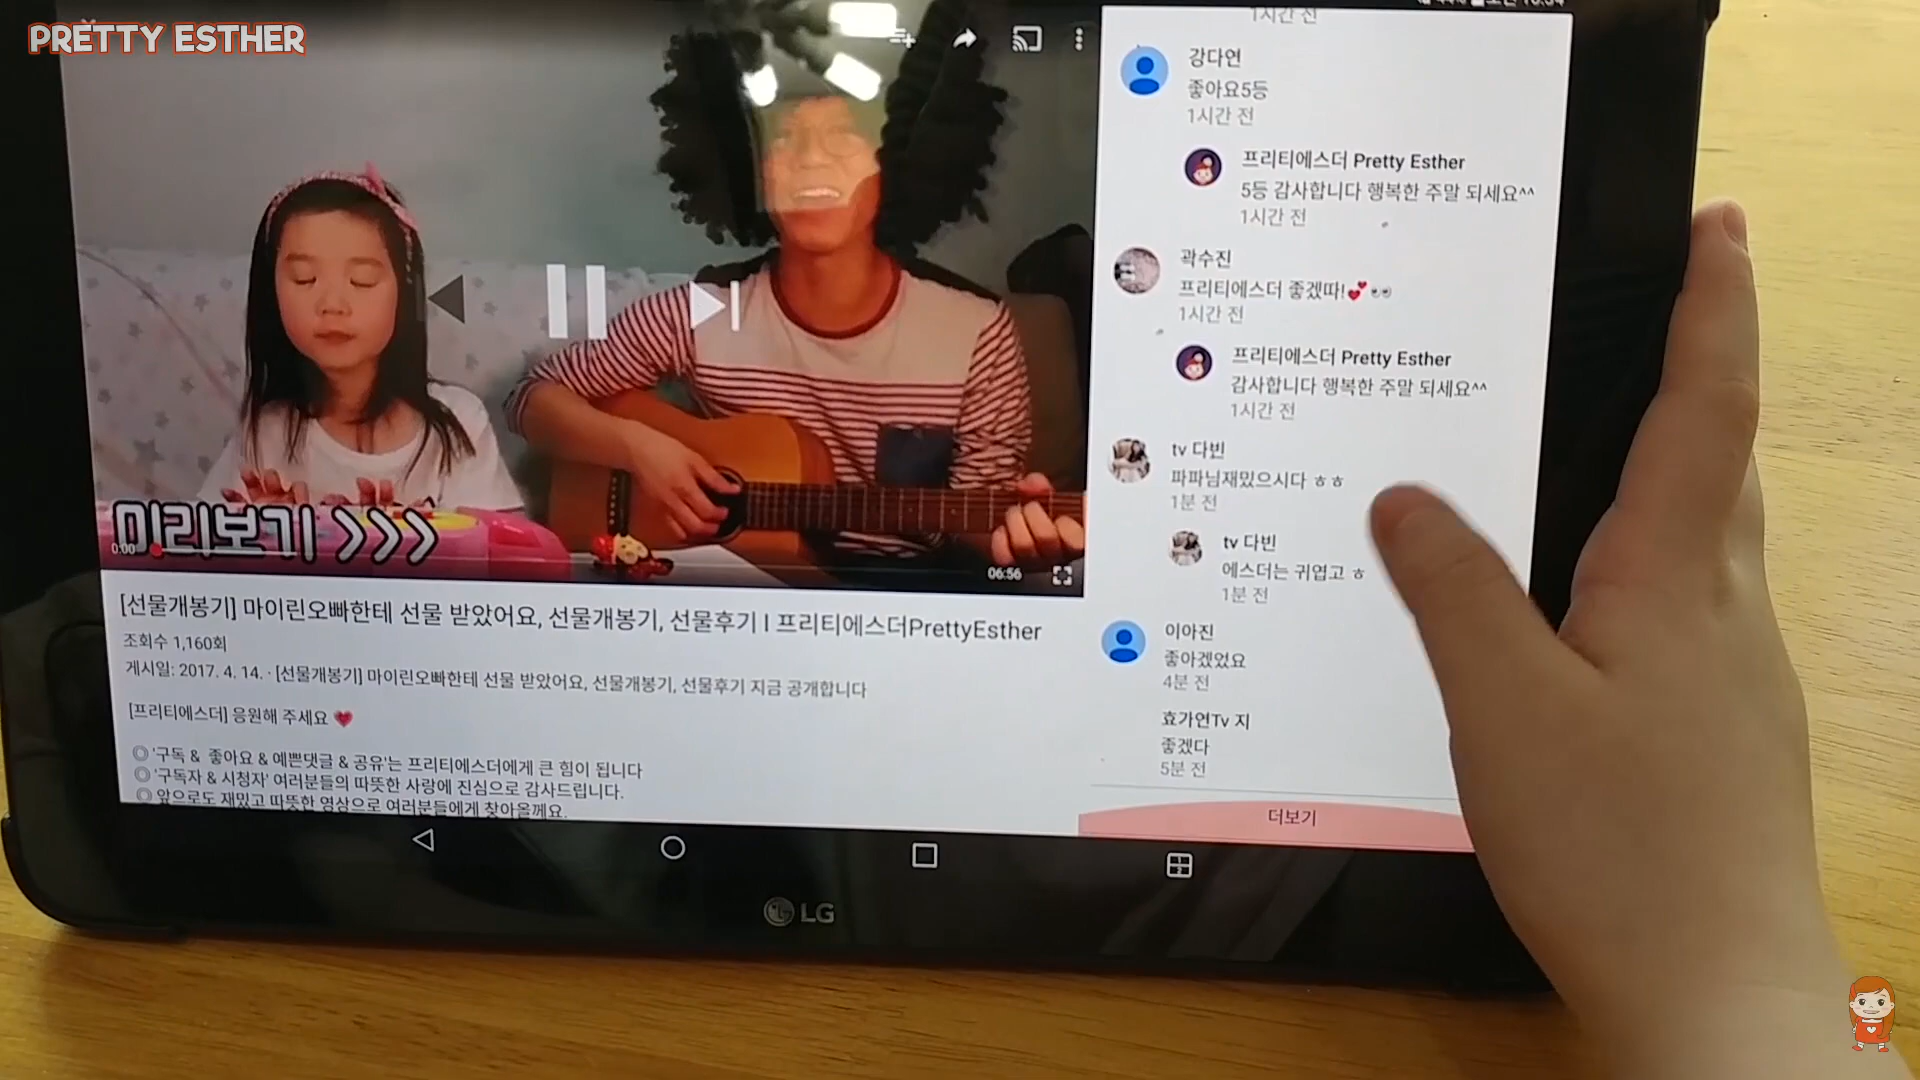 PRETTY ESTHER
1시간 전
강다연
좋아요5등
1시간 전
프리티에스더 Pretty Esther
5등 감사합니다 행복한 주말 되세요^^
1시간 전
곽수진
프리티에스더 좋겠따!💕👀
1시간 전
프리티에스더 Pretty Esther
감사합니다 행복한 주말 되세요^^
1시간 전
tv 다빈
파파님재밌으시다 ㅎㅎ
1분 전
tv 다빈
에스더는 귀엽고 ㅎ
1분 전
이아진
좋아겠었요
4분 전
효가연Tv 지
좋겠다
5분 전
더보기
미리보기 >>>
0:00
06:56
[선물개봉기] 마이린오빠한테 선물 받았어요, 선물개봉기, 선물후기 I 프리티에스더PrettyEsther
조회수 1,160회
게시일: 2017. 4. 14. · [선물개봉기] 마이린오빠한테 선물 받았어요, 선물개봉기, 선물후기 지금 공개합니다
[프리티에스더] 응원해 주세요 💗
◎ '구독 & 좋아요 & 예쁜댓글 & 공유'는 프리티에스더에게 큰 힘이 됩니다
◎ '구독자 & 시청자' 여러분들의 따뜻한 사랑에 진심으로 감사드립니다.
◎ 앞으로도 재밌고 따뜻한 영상으로 여러분들에게 찾아올께요.
LG